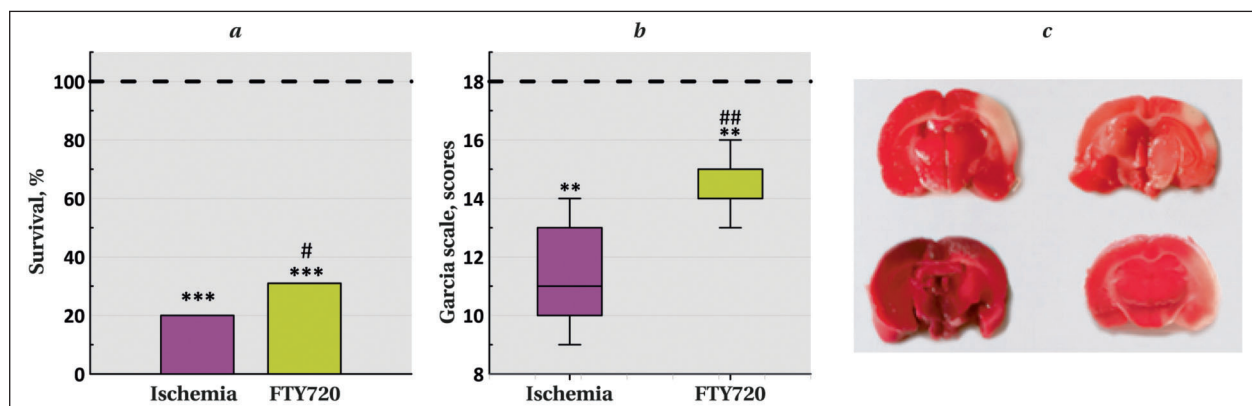 a
b
c
Survival, %
100
80
60
40
20
0
***
#
***
Ischemia FTY720
Garcia scale, scores
18
16
14
12
10
8
**
##
**
Ischemia FTY720